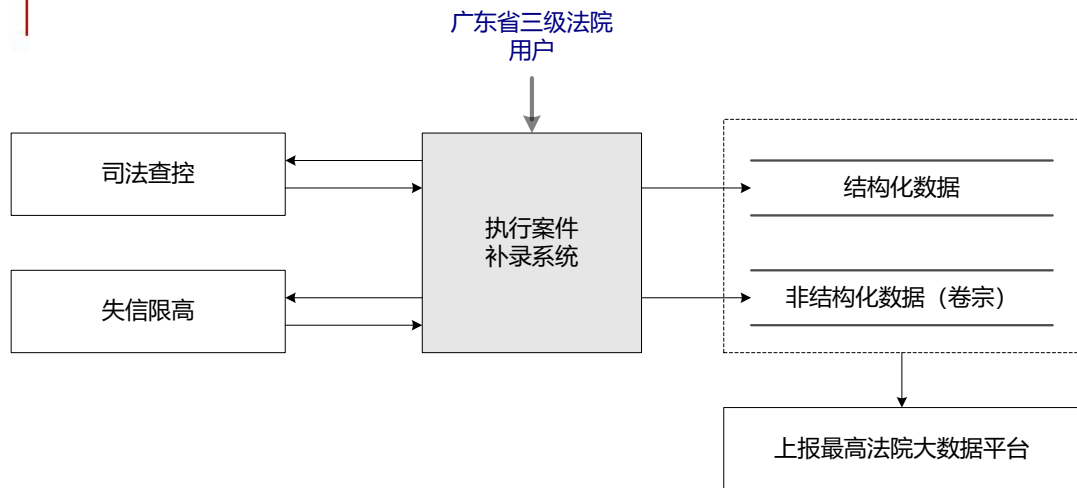 广东省三级法院
用户
司法查控
执行案件
补录系统
结构化数据
失信限高
非结构化数据（卷宗）
上报最高法院大数据平台